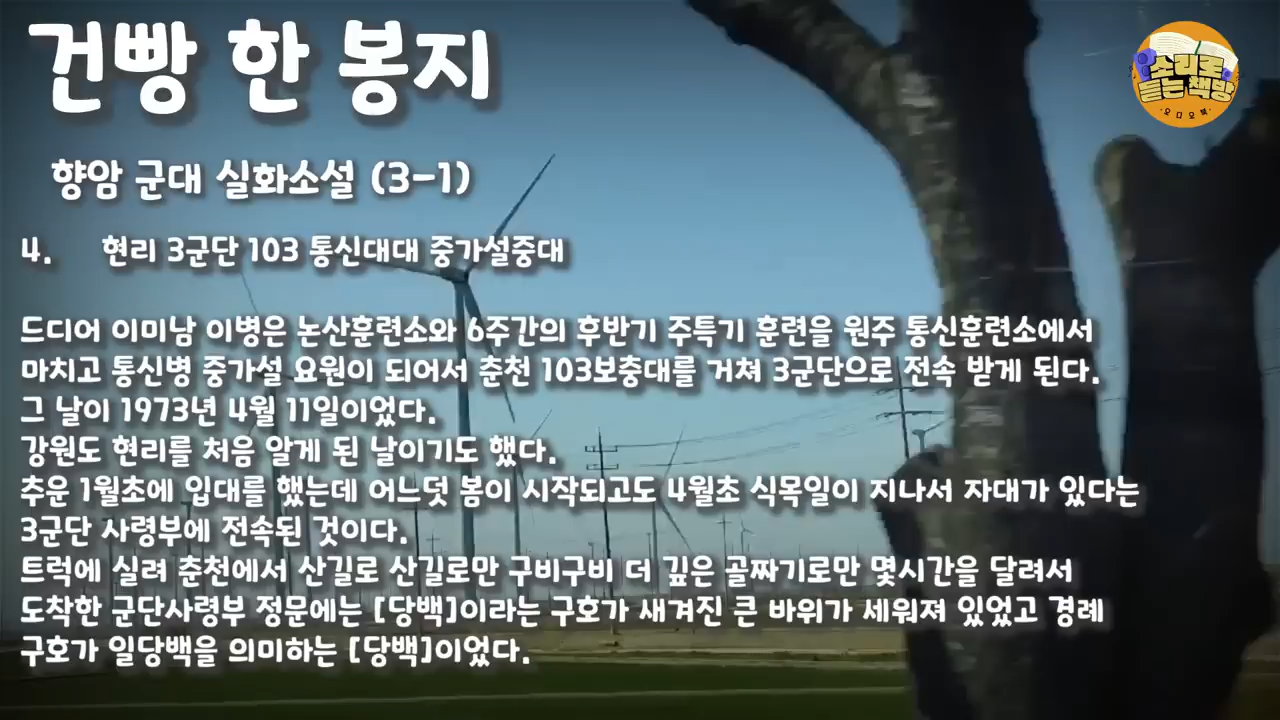 건빵 한 봉지
소리로
듣는 책방
·오디오북·
향암 군대 실화소설 (3-1)
4. 현리 3군단 103 통신대대 중가설중대
드디어 이미남 이병은 논산훈련소와 6주간의 후반기 주특기 훈련을 원주 통신훈련소에서
마치고 통신병 중가설 요원이 되어서 춘천 103보충대를 거쳐 3군단으로 전속 받게 된다.
그 날이 1973년 4월 11일이었다.
강원도 현리를 처음 알게 된 날이기도 했다.
추운 1월초에 입대를 했는데 어느덧 봄이 시작되고도 4월초 식목일이 지나서 자대가 있다는
3군단 사령부에 전속된 것이다.
트럭에 실려 춘천에서 산길로 산길로만 구비구비 더 깊은 골짜기로만 몇시간을 달려서
도착한 군단사령부 정문에는 [당백]이라는 구호가 새겨진 큰 바위가 세워져 있었고 경례
구호가 일당백을 의미하는 [당백]이었다.